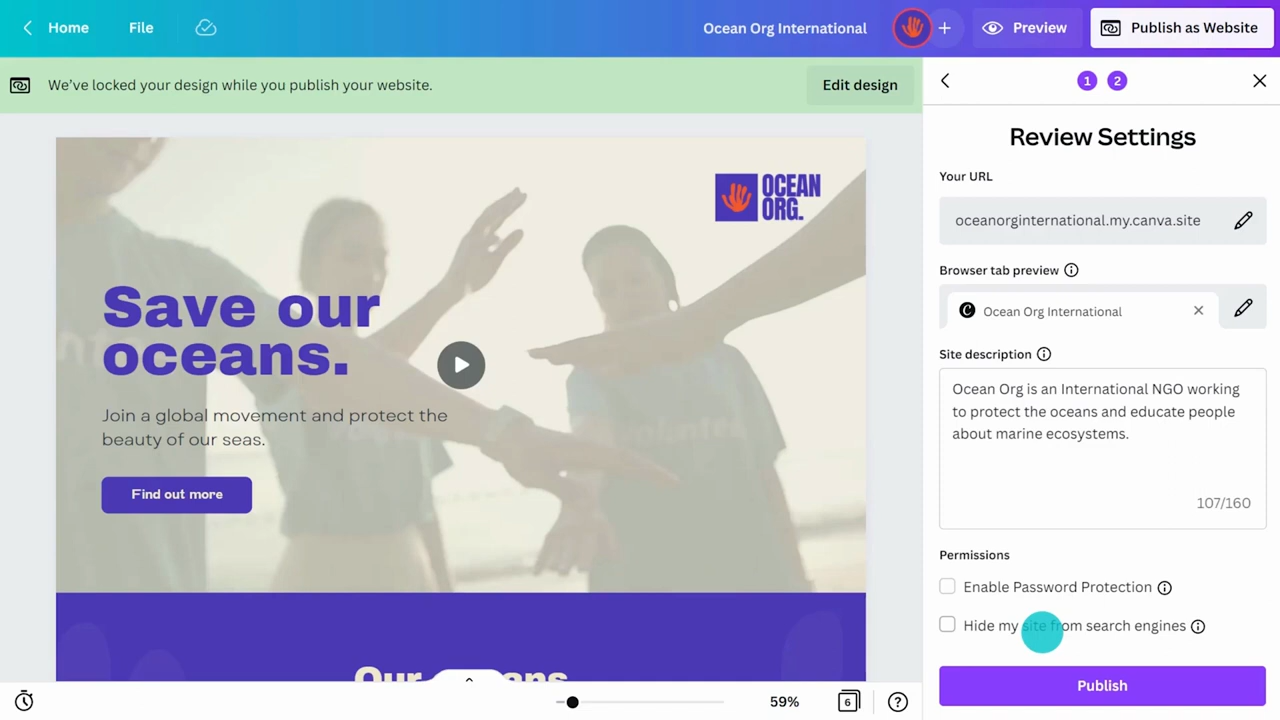 Home
File
Ocean Org International
Preview
Publish as Website
We’ve locked your design while you publish your website.
Edit design
1
2
OCEAN
ORG.
Save our
oceans.
Join a global movement and protect the
beauty of our seas.
Find out more
Review Settings
Your URL
oceanorginternational.my.canva.site
Browser tab preview
Ocean Org International
Site description
Ocean Org is an International NGO working
to protect the oceans and educate people
about marine ecosystems.
107/160
Permissions
Enable Password Protection
Hide my site from search engines
Publish
59%
6